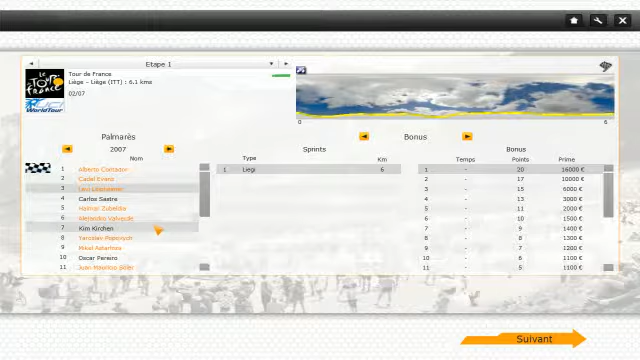 Etape 1
LE TOUR DE FRANCE
Tour de France
Liège - Liège (ITT) : 6.1 kms
02/07
WorldTour
0 6
Palmarès
2007
Nom
1 Alberto Contador
2 Cadel Evans
3 Levi Leipheimer
4 Carlos Sastre
5 Haimar Zubeldia
6 Alejandro Valverde
7 Kim Kirchen
8 Yaroslav Popovych
9 Mikel Astarloza
10 Oscar Pereiro
11 Juan Mauricio Soler
Sprints
Type Km
1 Liegi 6
Bonus
Bonus
Temps Points Prime
1 - 20 16000 €
2 - 17 10000 €
3 - 15 6000 €
4 - 13 3000 €
5 - 11 2000 €
6 - 10 1500 €
7 - 9 1400 €
8 - 8 1300 €
9 - 7 1200 €
10 - 6 1100 €
11 - 5 1100 €
Suivant